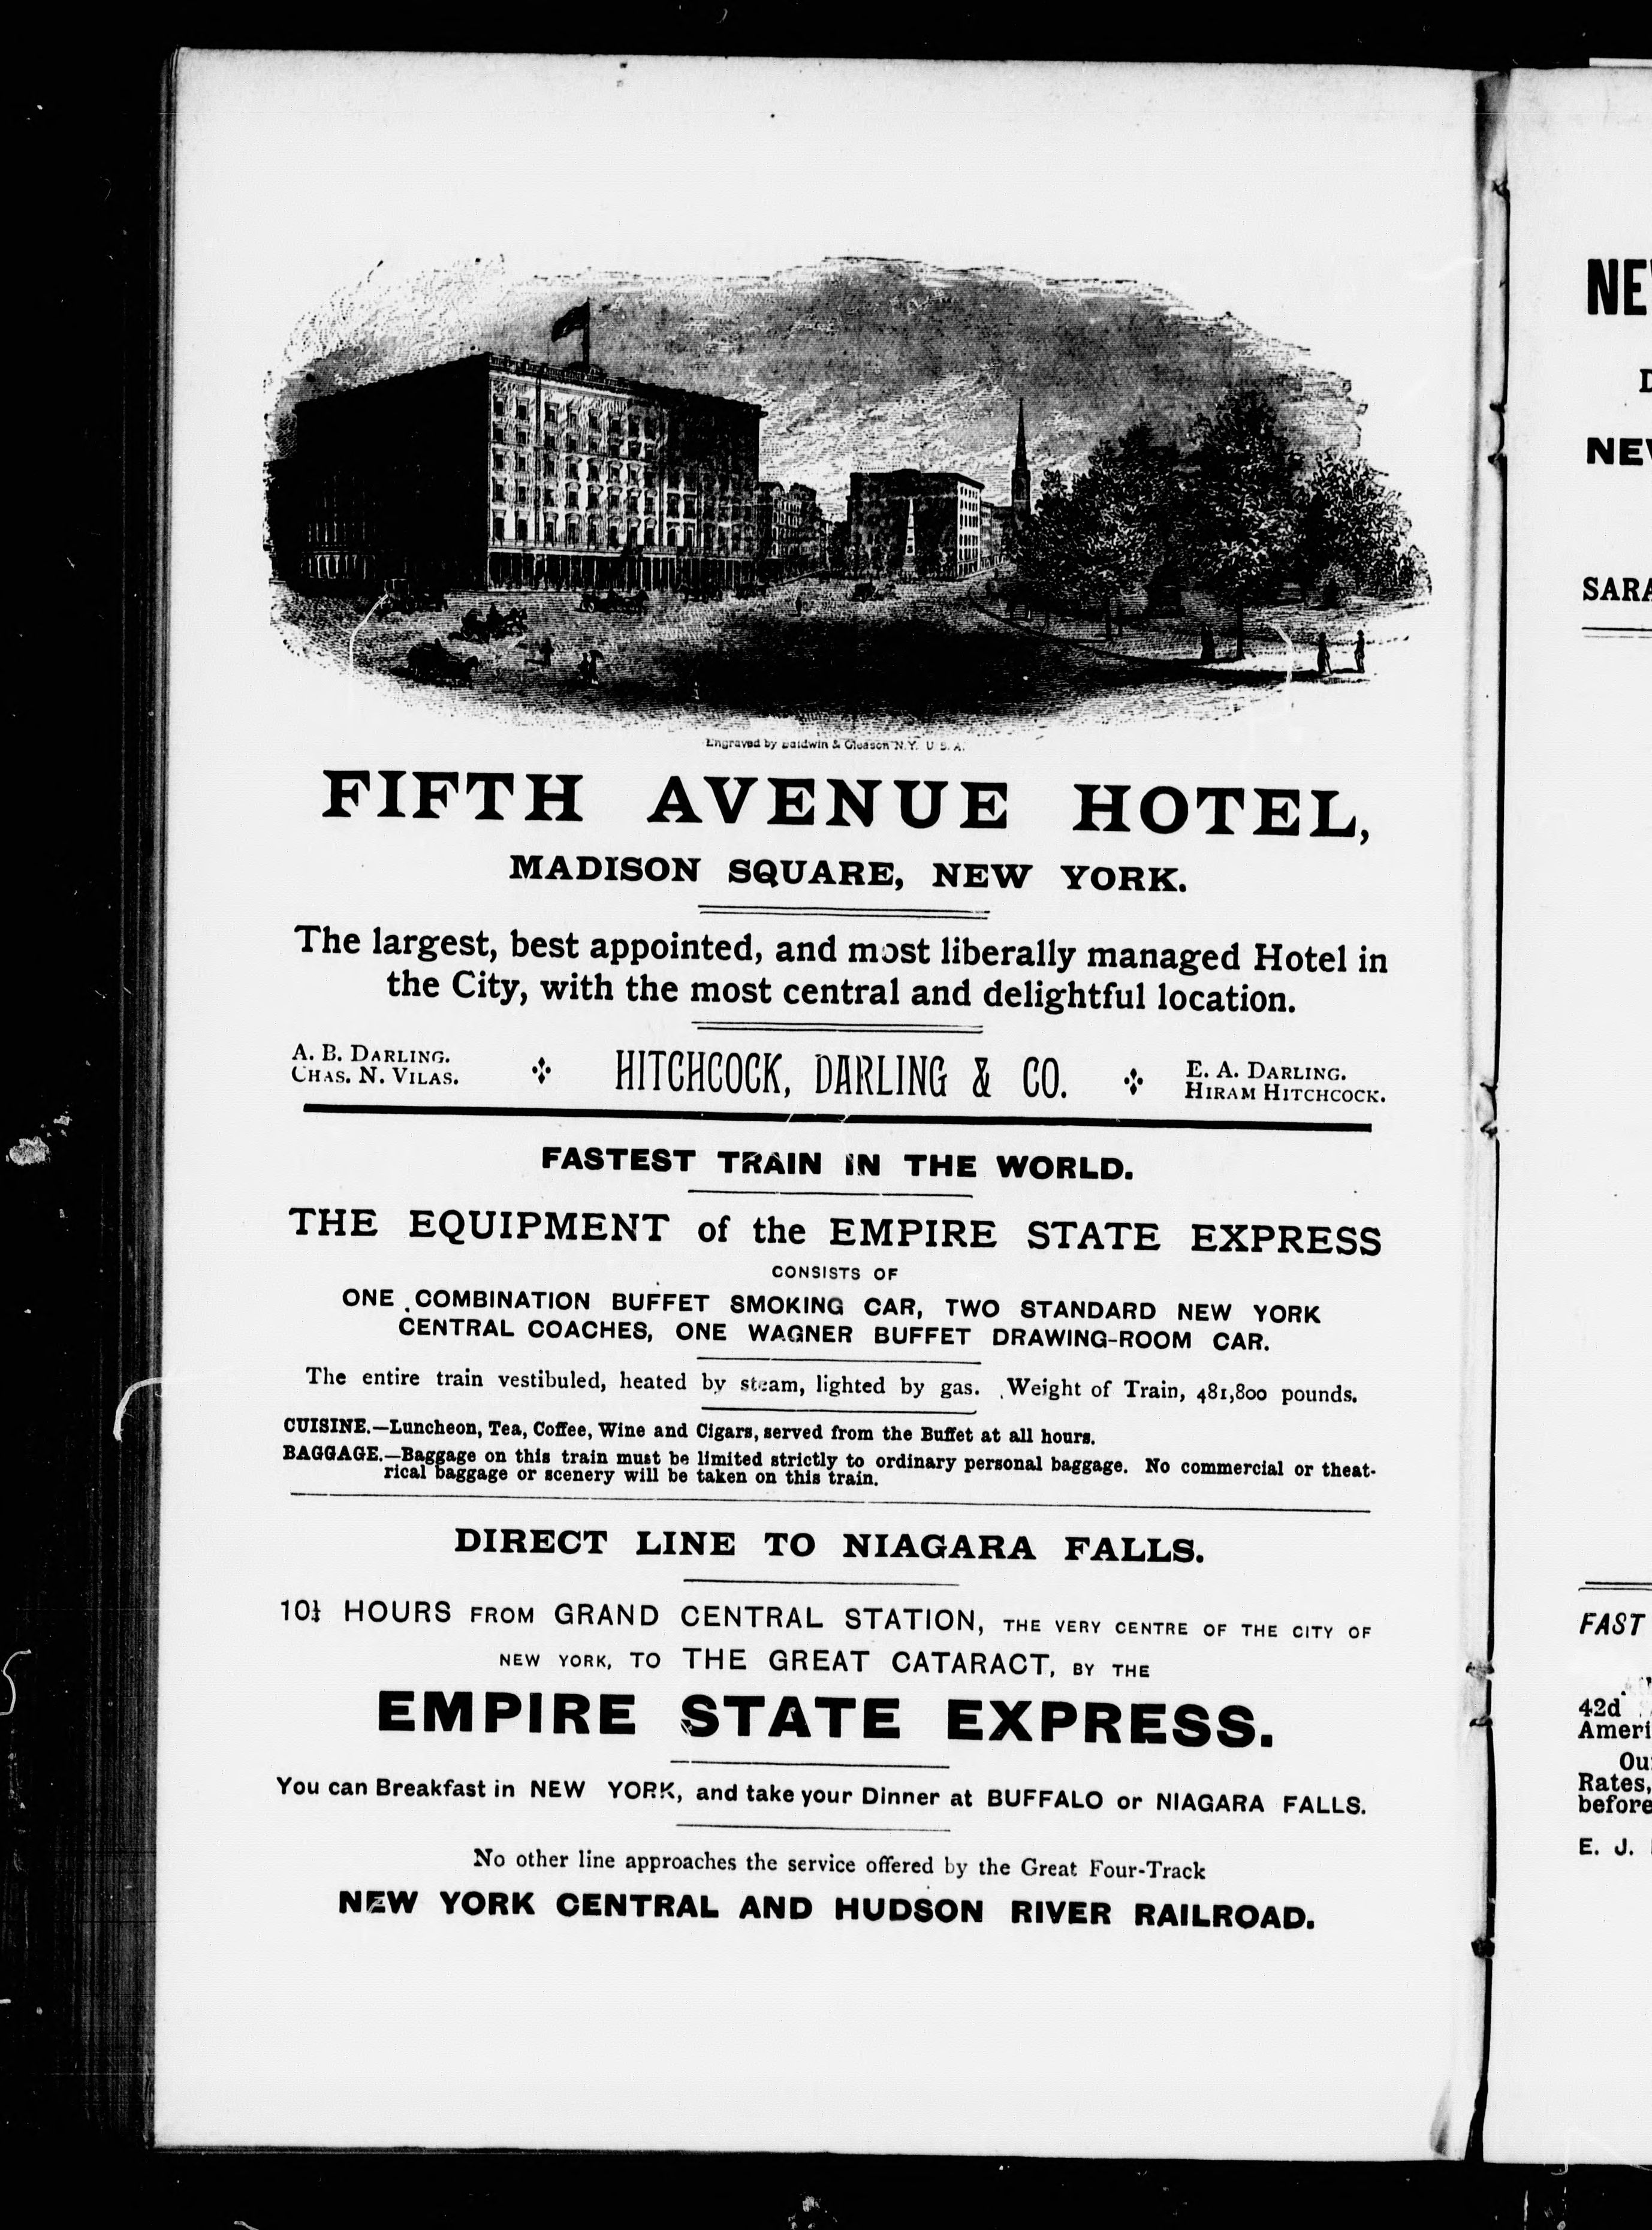 Engraved by Baldwin & Gleason N.Y. U S. A.
FIFTH AVENUE HOTEL,
MADISON SQUARE, NEW YORK.
The largest, best appointed, and most liberally managed Hotel in
the City, with the most central and delightful location.
A. B. DARLING.
CHAS. N. VILAS.
HITCHCOCK, DARLING & CO.
E. A. DARLING.
HIRAM HITCHCOCK.
FASTEST TRAIN IN THE WORLD.
THE EQUIPMENT of the EMPIRE STATE EXPRESS
CONSISTS OF
ONE COMBINATION BUFFET SMOKING CAR, TWO STANDARD NEW YORK
CENTRAL COACHES, ONE WAGNER BUFFET DRAWING-ROOM CAR.
The entire train vestibuled, heated by steam, lighted by gas. Weight of Train, 481,800 pounds.
CUISINE.—Luncheon, Tea, Coffee, Wine and Cigars, served from the Buffet at all hours.
BAGGAGE.—Baggage on this train must be limited strictly to ordinary personal baggage. No commercial or theat-
rical baggage or scenery will be taken on this train.
DIRECT LINE TO NIAGARA FALLS.
HOURS FROM GRAND CENTRAL STATION, THE VERY CENTRE OF THE CITY OF
NEW YORK, TO THE GREAT CATARACT, BY THE
EMPIRE STATE EXPRESS.
You can Breakfast in NEW YORK, and take your Dinner at BUFFALO or NIAGARA FALLS.
No other line approaches the service offered by the Great Four-Track
NEW YORK CENTRAL AND HUDSON RIVER RAILROAD.
NE
NEW
SARA
FAST
42d
Ameri
Ou
Rates,
before
E. J.